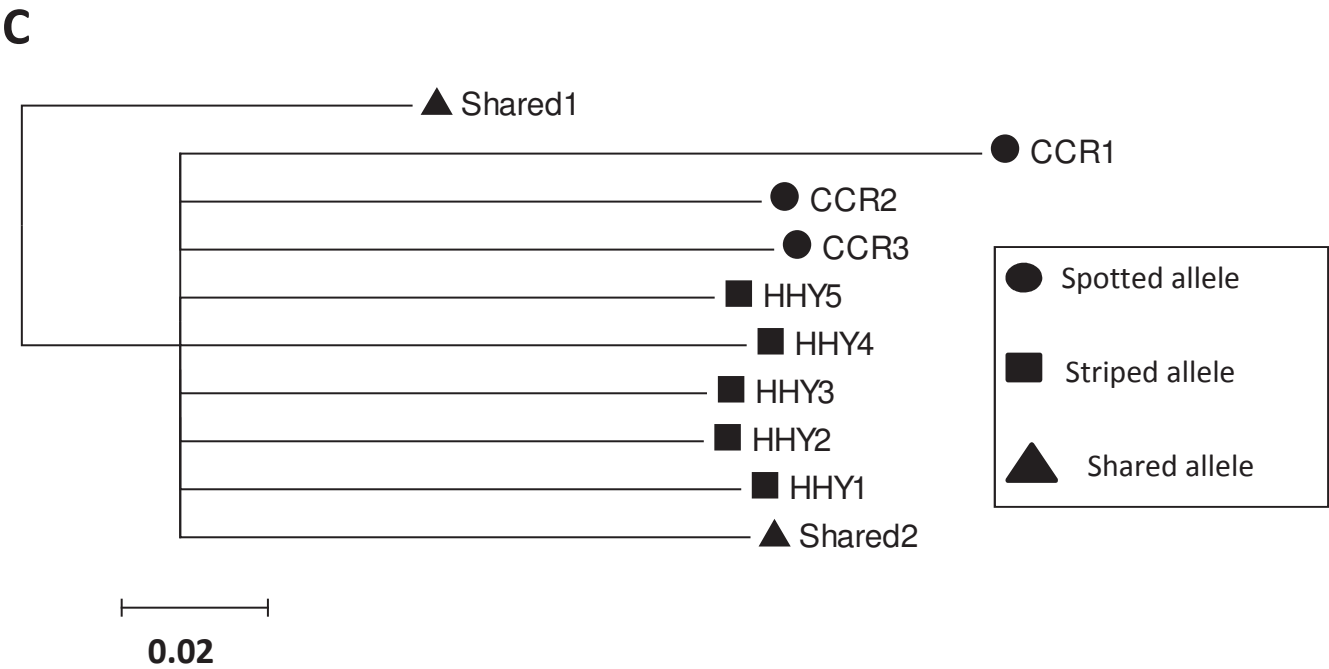 C
Shared1
CCR1
CCR2
CCR3
HHY5
HHY4
HHY3
HHY2
HHY1
Shared2
Spotted allele
Striped allele
Shared allele
0.02